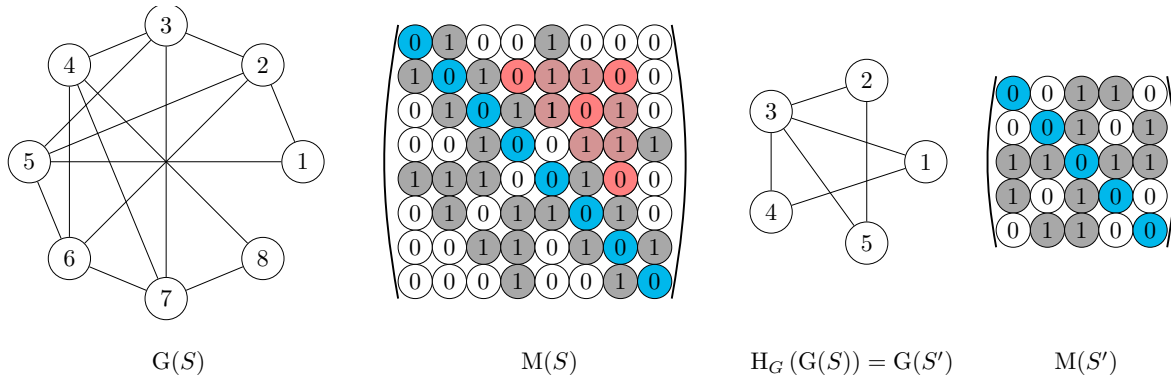 3
4
2
5
1
6
8
7
0 1 0 0 1 0 0 0
1 0 1 0 1 1 0 0
0 1 0 1 1 0 1 0
0 0 1 0 0 1 1 1
1 1 1 0 0 1 0 0
0 1 0 1 1 0 1 0
0 0 1 1 0 1 0 1
0 0 0 1 0 0 1 0
2
3
1
4
5
0 0 1 1 0
0 0 1 0 1
1 1 0 1 1
1 0 1 0 0
0 1 1 0 0
G(S)
M(S)
H_G (G(S)) = G(S′)
M(S′)